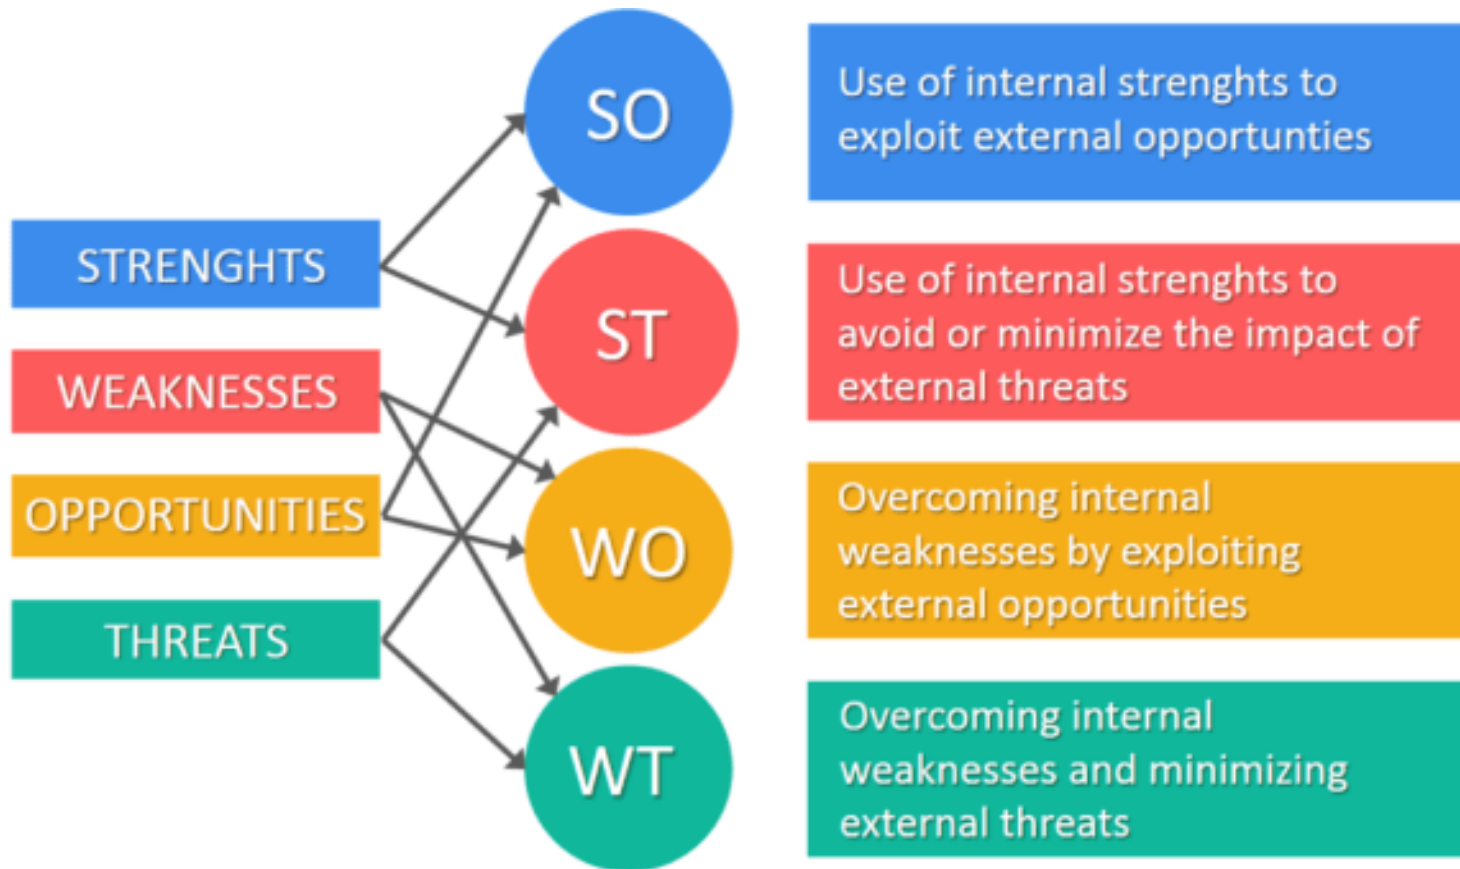 STRENGHTS
WEAKNESSES
OPPORTUNITIES
THREATS
SO
ST
WO
WT
Use of internal strenghts to
exploit external opportunties
Use of internal strenghts to
avoid or minimize the impact of
external threats
Overcoming internal
weaknesses by exploiting
external opportunities
Overcoming internal
weaknesses and minimizing
external threats